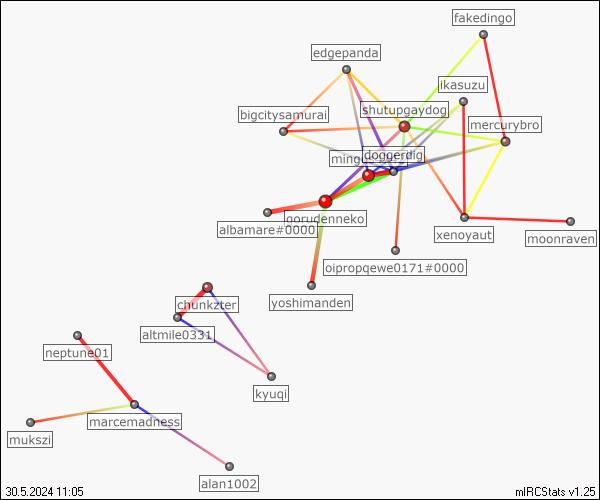 fakedingo
edgepanda
ikasuzu
shutupgaydog
bigcitysamurai
mercurybro
doggerdig
gorudenneko
albamare#0000
xenoyaut
moonraven
oipropqewe0171#0000
yoshimanden
chunkzter
altmile0331
neptune01
kyuqi
marcemadness
mukszi
alan1002
30.5.2024 11:05
mIRCStats v1.25